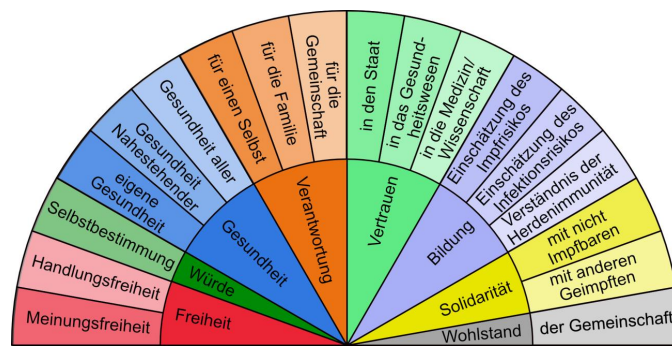 Meinungsfreiheit
Handlungsfreiheit
Freiheit
Selbstbestimmung
Würde
eigene
Gesundheit
Gesundheit
Nahestehender
Gesundheit aller
Gesundheit
für einen Selbst
für die Familie
für die
Gemeinschaft
Verantwortung
in den Staat
in das Gesund-
heitswesen
in die Medizin/
Wissenschaft
Vertrauen
Einschätzung des
Impfrisikos
Einschätzung des
Infektionsrisikos
Verständnis der
Herdenimmunität
Bildung
mit nicht
Impfbaren
mit anderen
Geimpften
Solidarität
der Gemeinschaft
Wohlstand